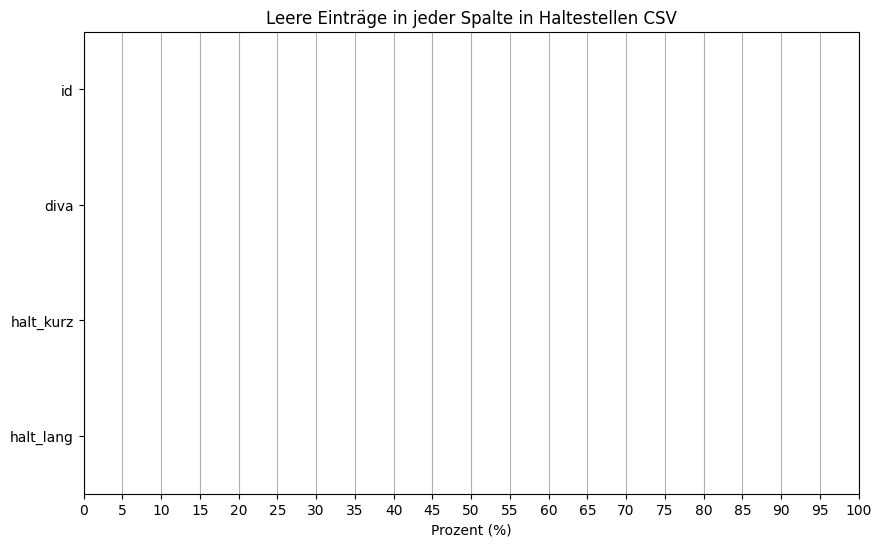 Leere Einträge in jeder Spalte in Haltestellen CSV
id
diva
halt_kurz
halt_lang
0 5 10 15 20 25 30 35 40 45 50 55 60 65 70 75 80 85 90 95 100
Prozent (%)